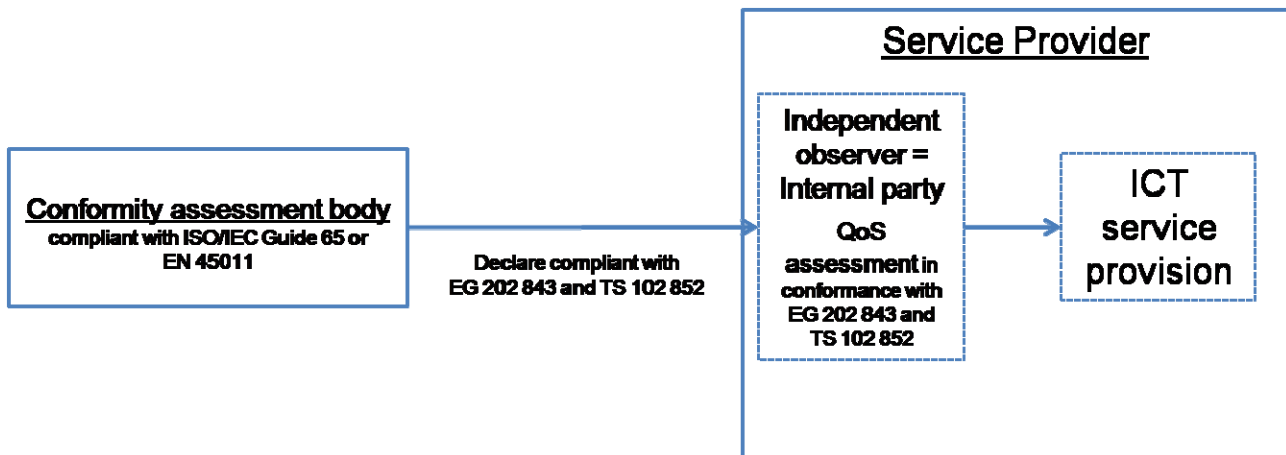 Service Provider
Conformity assessment body
compliant with ISO/IEC Guide 65 or
EN 45011
Declare compliant with
EG 202 843 and TS 102 852
Independent
observer =
Internal party
QoS
assessment in
conformance with
EG 202 843 and
TS 102 852
ICT
service
provision